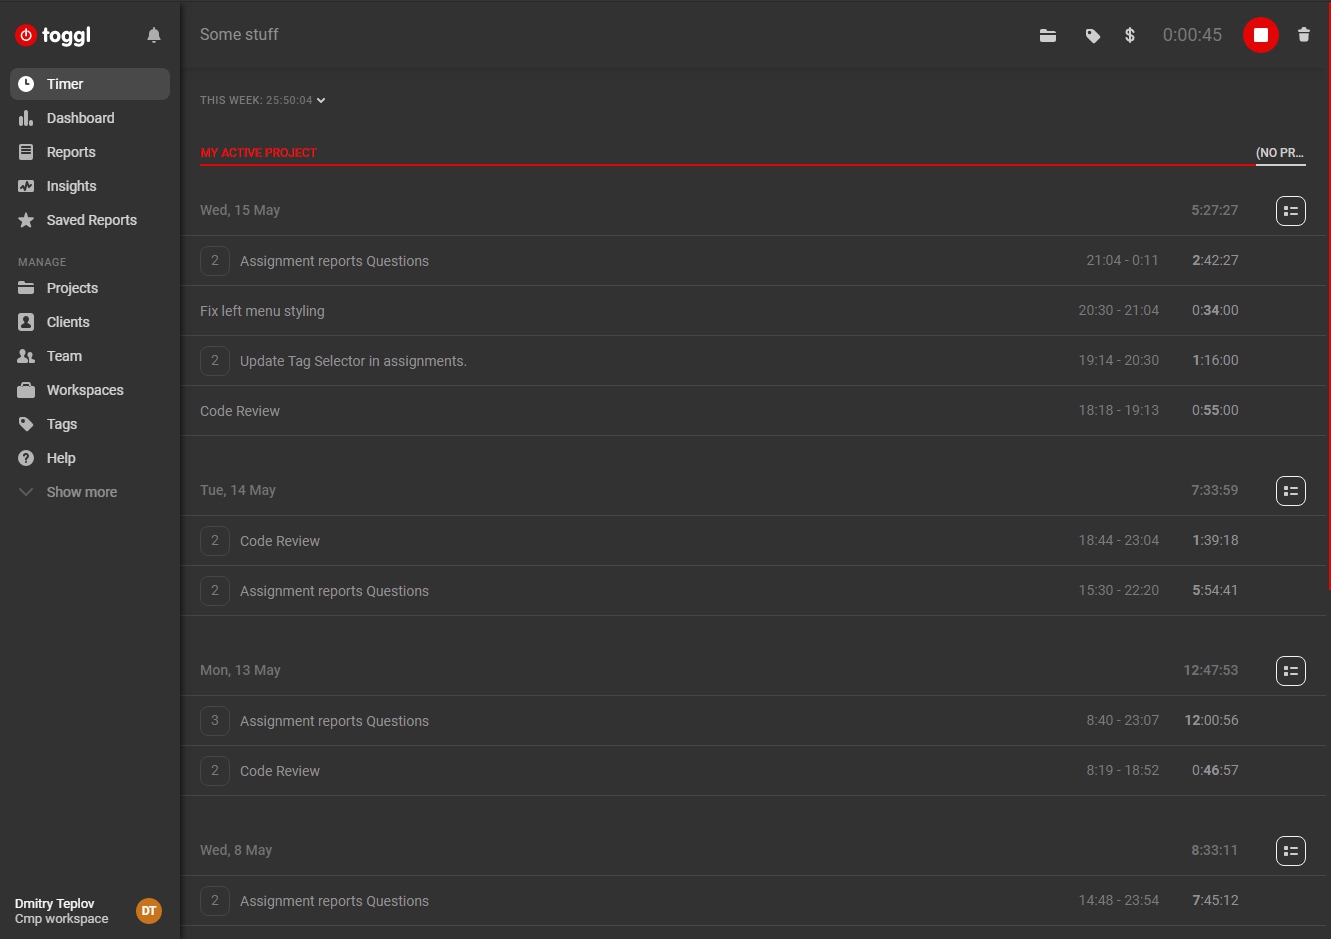 toggl
Some stuff
0:00:45
Timer
Dashboard
Reports
Insights
Saved Reports
MANAGE
Projects
Clients
Team
Workspaces
Tags
Help
Show more
Dmitry Teplov
Cmp workspace
DT
THIS WEEK: 25:50:04
MY ACTIVE PROJECT (NO PR...
Wed, 15 May 5:27:27
2 Assignment reports Questions 21:04 - 0:11 2:42:27
Fix left menu styling 20:30 - 21:04 0:34:00
2 Update Tag Selector in assignments. 19:14 - 20:30 1:16:00
Code Review 18:18 - 19:13 0:55:00
Tue, 14 May 7:33:59
2 Code Review 18:44 - 23:04 1:39:18
2 Assignment reports Questions 15:30 - 22:20 5:54:41
Mon, 13 May 12:47:53
3 Assignment reports Questions 8:40 - 23:07 12:00:56
2 Code Review 8:19 - 18:52 0:46:57
Wed, 8 May 8:33:11
2 Assignment reports Questions 14:48 - 23:54 7:45:12